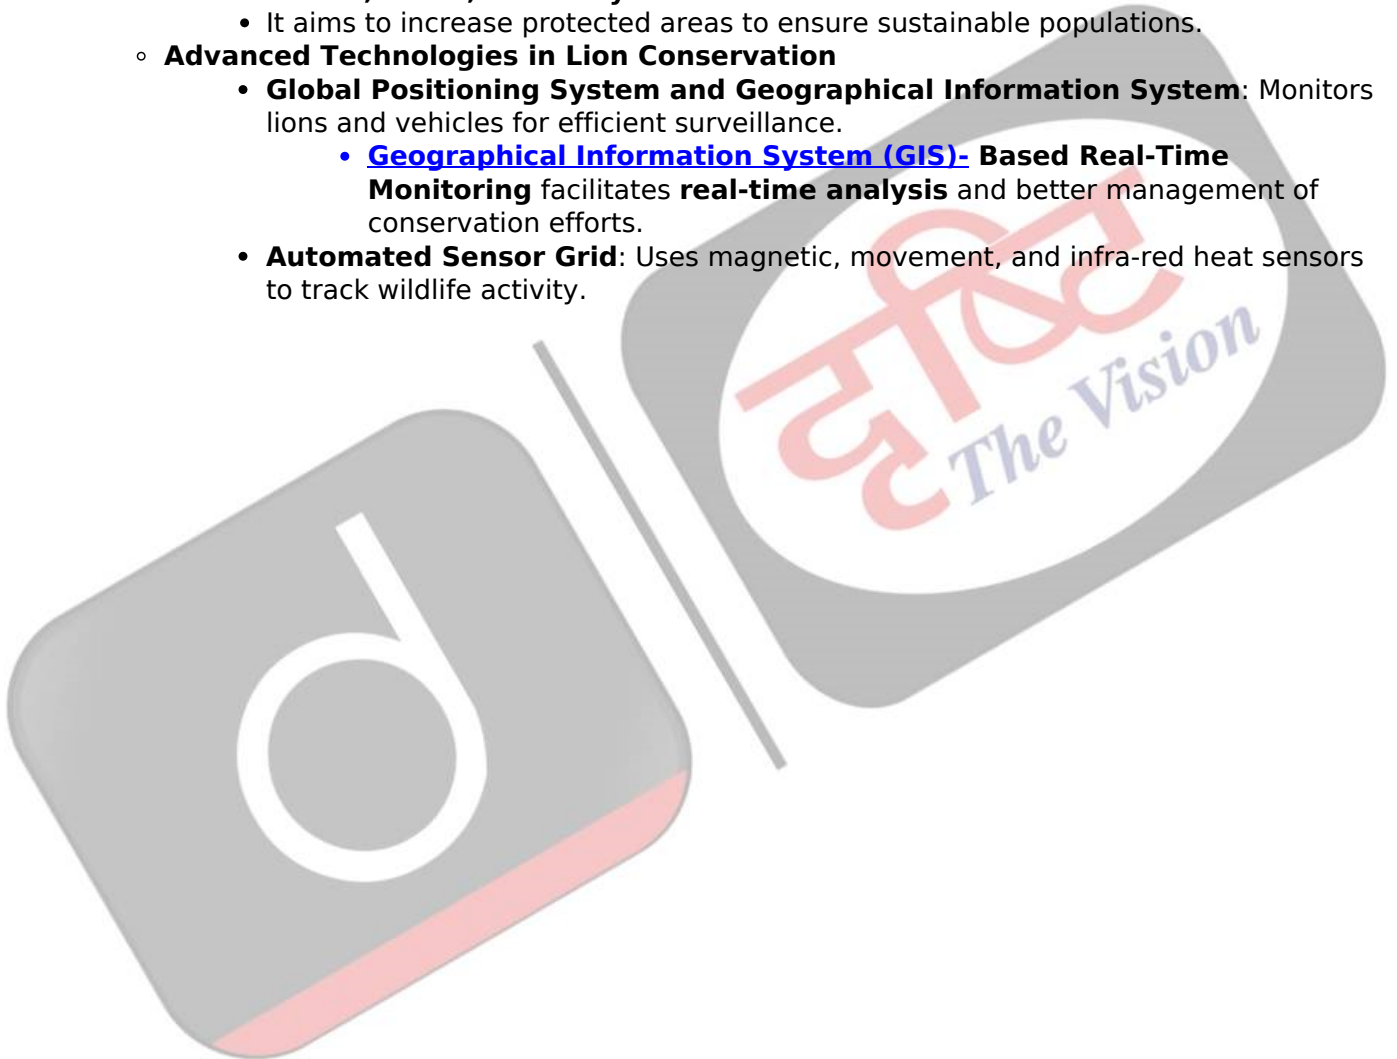 • It aims to increase protected areas to ensure sustainable populations.
◦ Advanced Technologies in Lion Conservation
• Global Positioning System and Geographical Information System: Monitors
lions and vehicles for efficient surveillance.
• Geographical Information System (GIS)- Based Real-Time
Monitoring facilitates real-time analysis and better management of
conservation efforts.
• Automated Sensor Grid: Uses magnetic, movement, and infra-red heat sensors
to track wildlife activity.
दृष्टि
The Vision
d